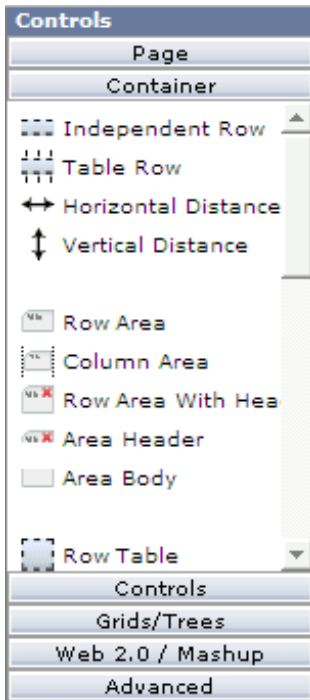 Controls
Page
Container
Independent Row
Table Row
Horizontal Distance
Vertical Distance
Row Area
Column Area
Row Area With Hea
Area Header
Area Body
Row Table
Controls
Grids/Trees
Web 2.0 / Mashup
Advanced